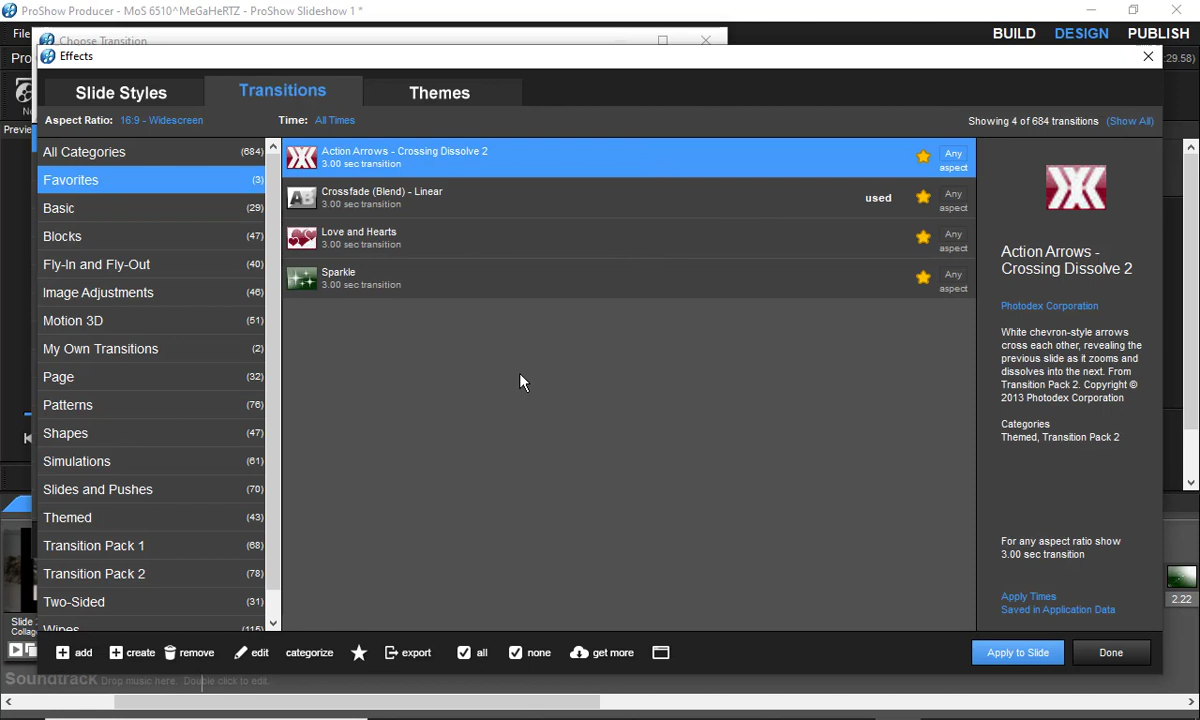 ProShow Producer - MoS 6510^MeGaHeRTZ - ProShow Slideshow 1 *
File
BUILD DESIGN PUBLISH
Choose Transition
Effects
:29.58)
Slide Styles Transitions Themes
Aspect Ratio: 16:9 - Widescreen Time: All Times Showing 4 of 684 transitions (Show All)
Previe
All Categories (684)
Favorites (3)
Basic (29)
Blocks (47)
Fly-In and Fly-Out (40)
Image Adjustments (46)
Motion 3D (51)
My Own Transitions (2)
Page (32)
Patterns (76)
Shapes (47)
Simulations (61)
Slides and Pushes (70)
Themed (43)
Transition Pack 1 (68)
Transition Pack 2 (78)
Two-Sided (31)
Wipes (115)
Action Arrows - Crossing Dissolve 2
3.00 sec transition
Any
aspect
Crossfade (Blend) - Linear
3.00 sec transition
used
Any
aspect
Love and Hearts
3.00 sec transition
Any
aspect
Sparkle
3.00 sec transition
Any
aspect
Action Arrows -
Crossing Dissolve 2
Photodex Corporation
White chevron-style arrows
cross each other, revealing the
previous slide as it zooms and
dissolves into the next. From
Transition Pack 2. Copyright ©
2013 Photodex Corporation
Categories
Themed, Transition Pack 2
For any aspect ratio show
3.00 sec transition
Apply Times
Saved in Application Data
2.22
Slide
Collag
add create remove edit categorize export all none get more Apply to Slide Done
Soundtrack Drop music here. Double click to edit.